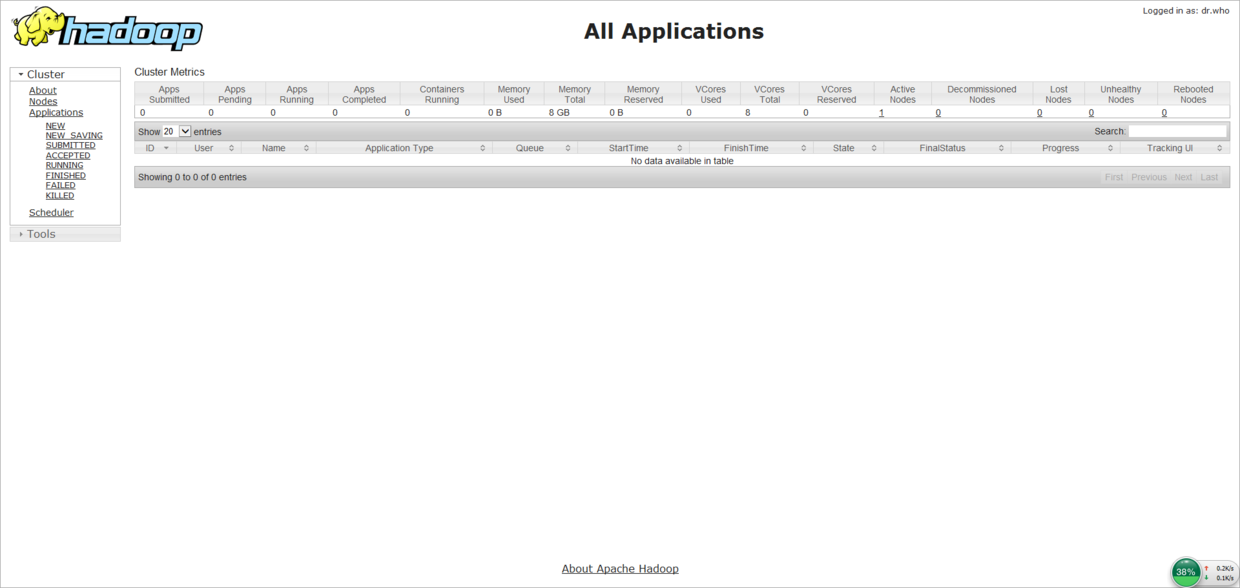 Logged in as: dr.who
hadoop
All Applications
Cluster
About
Nodes
Applications
NEW
NEW_SAVING
SUBMITTED
ACCEPTED
RUNNING
FINISHED
FAILED
KILLED
Scheduler
Tools
Cluster Metrics
Apps Submitted Apps Pending Apps Running Apps Completed Containers Running Memory Used Memory Total Memory Reserved VCores Used VCores Total VCores Reserved Active Nodes Decommissioned Nodes Lost Nodes Unhealthy Nodes Rebooted Nodes
0 0 0 0 0 0 B 8 GB 0 B 0 8 0 1 0 0 0 0
Show 20 entries Search:
ID User Name Application Type Queue StartTime FinishTime State FinalStatus Progress Tracking UI
No data available in table
Showing 0 to 0 of 0 entries First Previous Next Last
About Apache Hadoop
38% 0.2K/s
0.1K/s